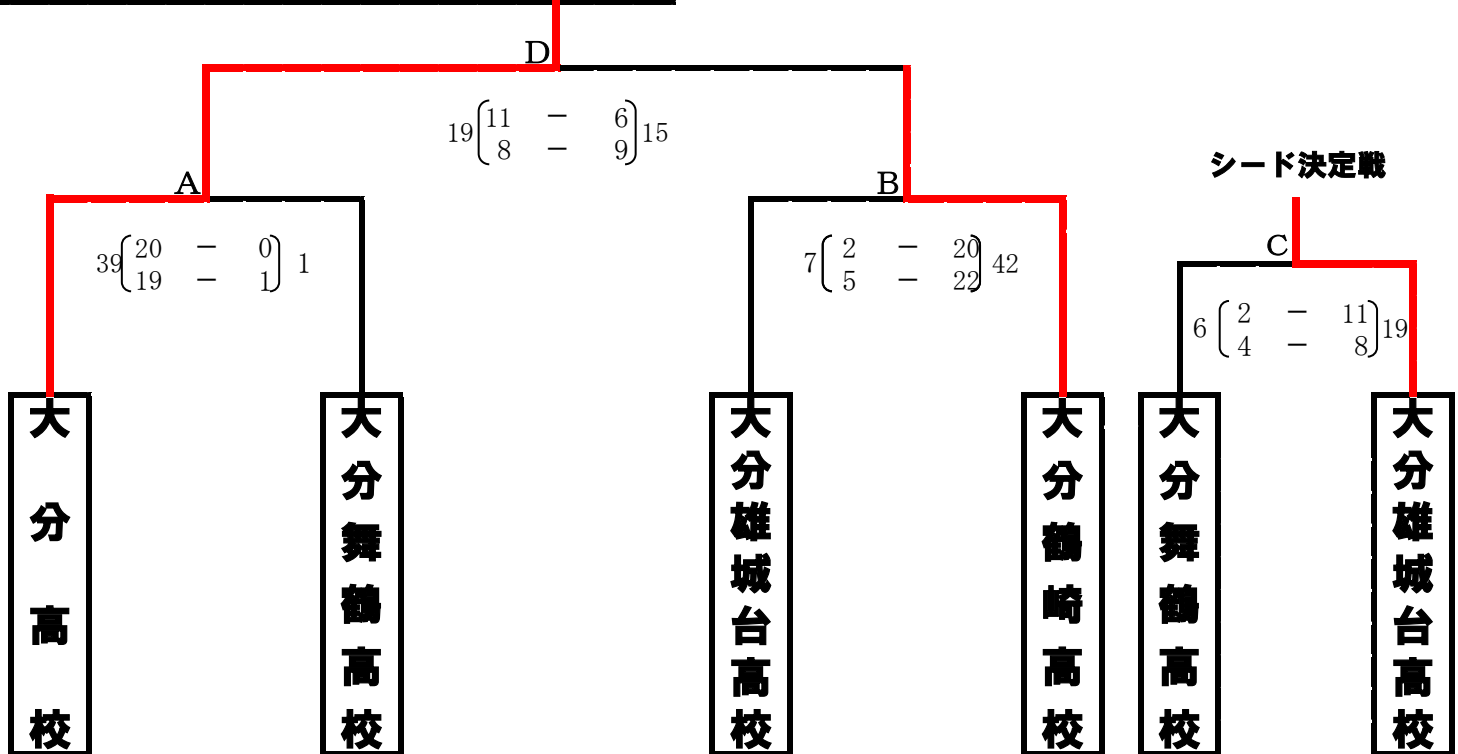 D
19 11 － 6 15
8 － 9
シード決定戦
A
B
39 20 － 0 1
19 － 1
7 2 － 20 42
5 － 22
C
6 2 － 11 19
4 － 8
大分高校
大分舞鶴高校
大分雄城台高校
大分鶴崎高校
大分舞鶴高校
大分雄城台高校